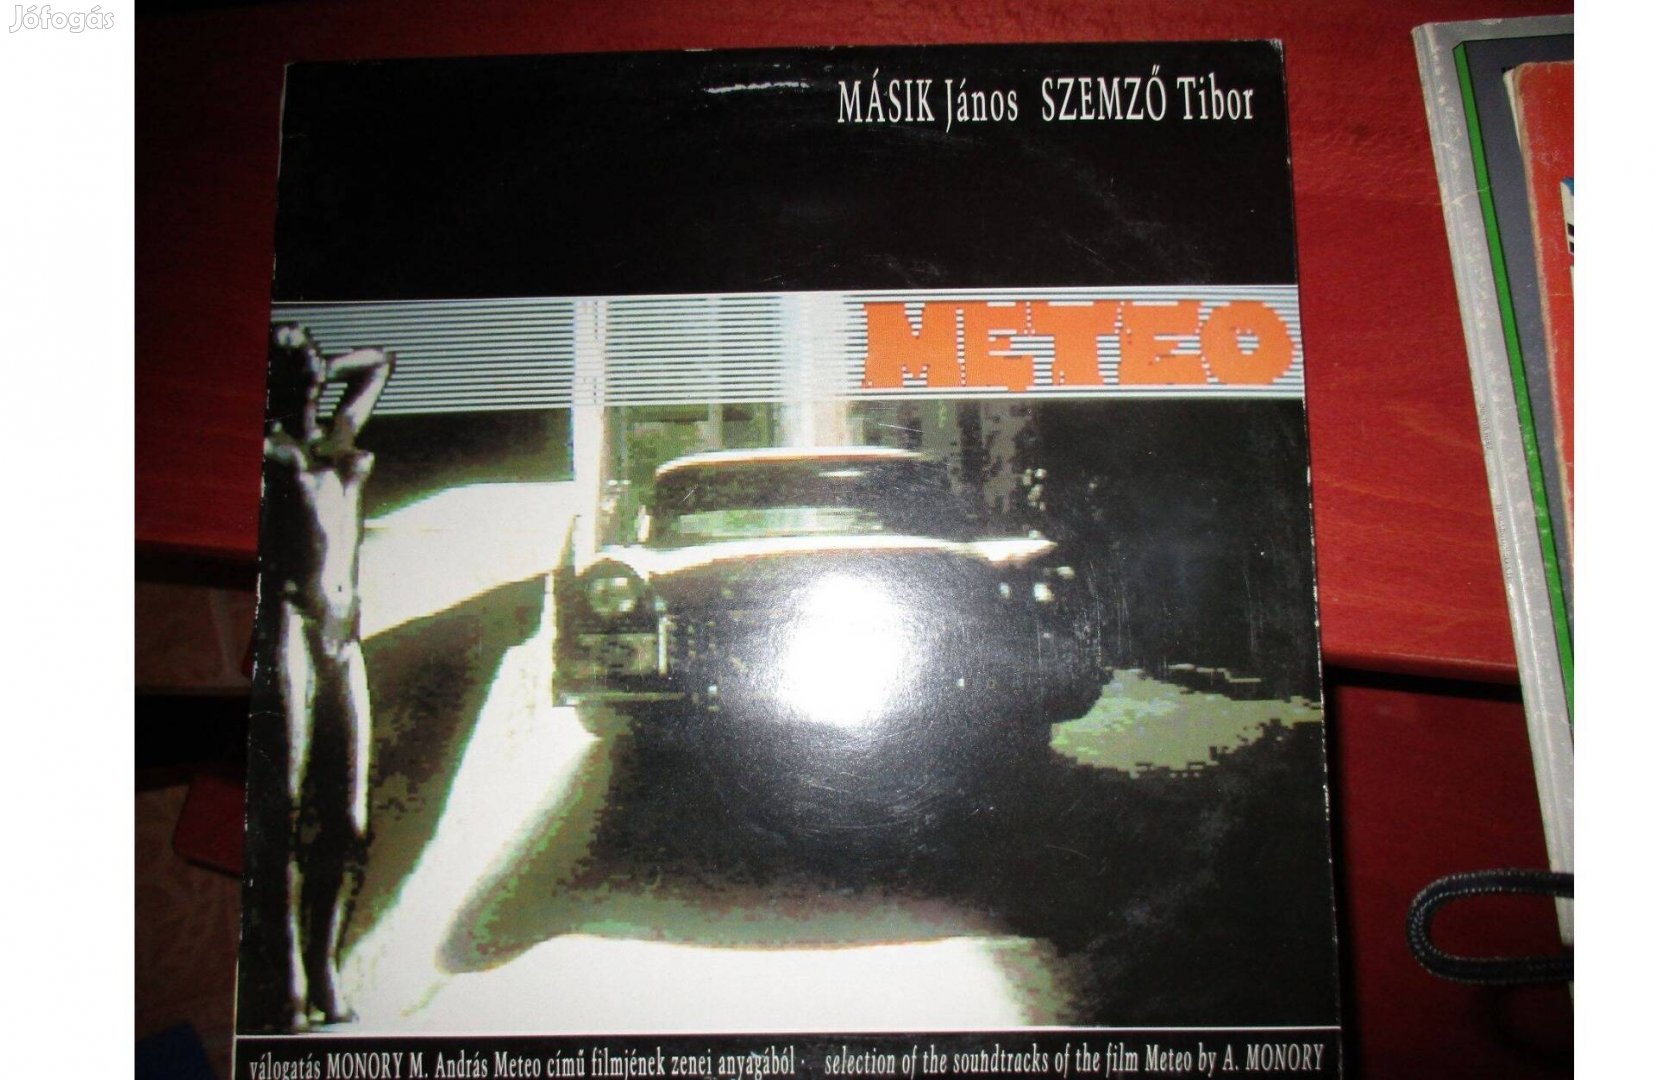 Jófogás
MÁSIK János SZEMZŐ Tibor
METEO
válogatás MONORY M. András Meteo című filmjének zenei anyagából · selection of the soundtracks of the film Meteo by A. MONORY